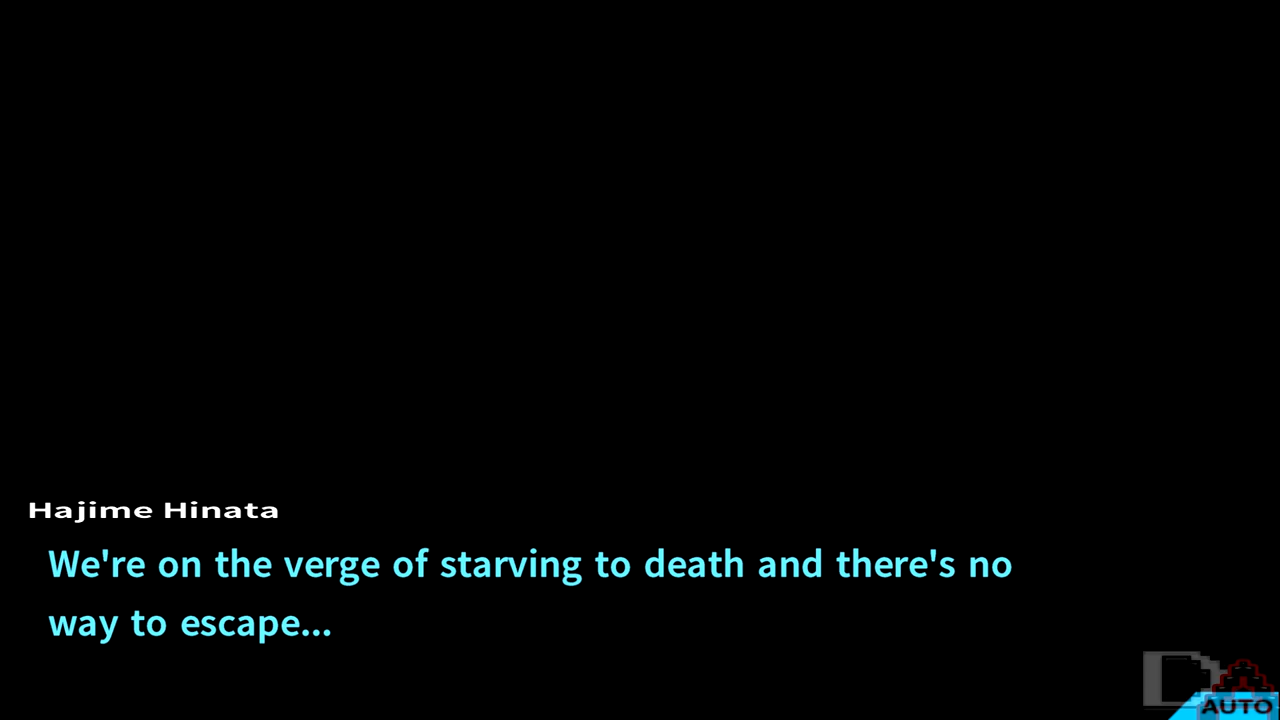 Hajime Hinata
We're on the verge of starving to death and there's no
way to escape...
AUTO